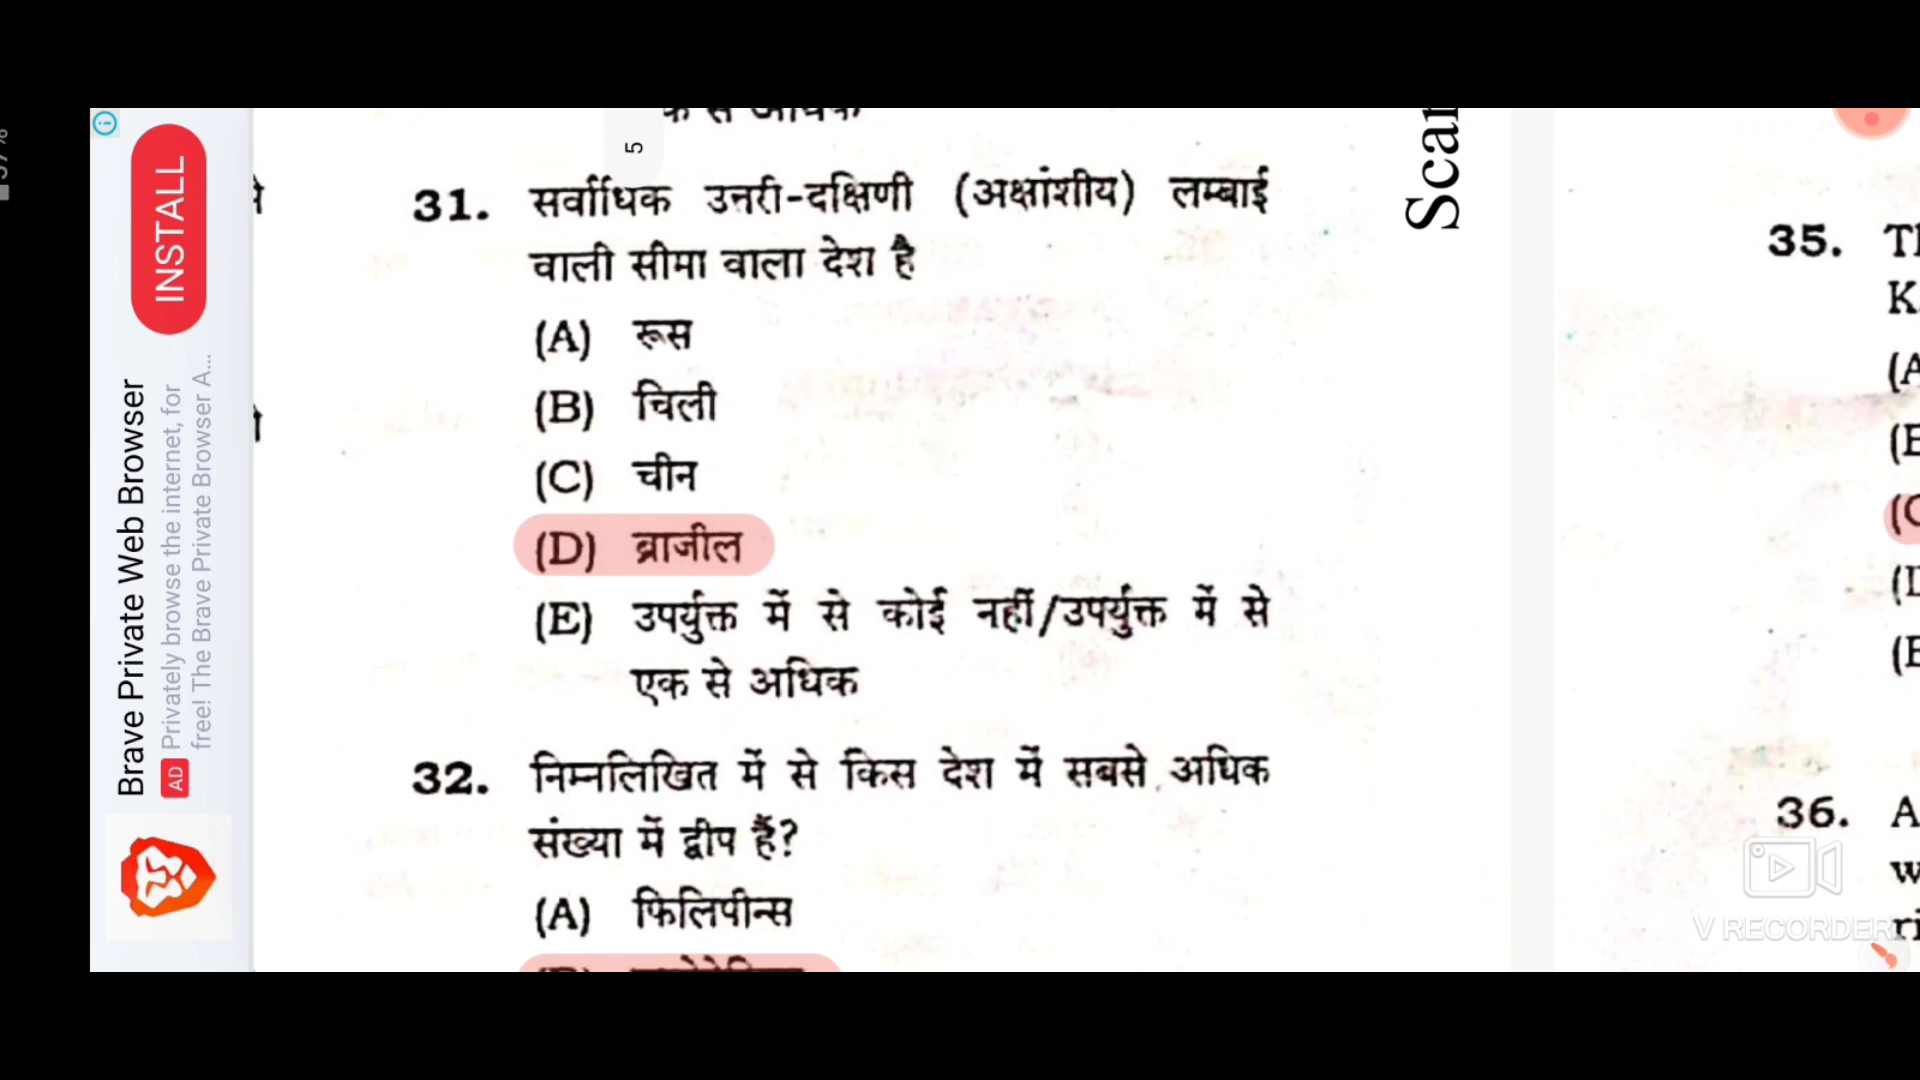 INSTALL
Brave Private Web Browser
AD Privately browse the internet, for
free! The Brave Private Browser A...
5
31. सर्वाधिक उत्तरी-दक्षिणी (अक्षांशीय) लम्बाई
वाली सीमा वाला देश है
(A) रूस
(B) चिली
(C) चीन
(D) ब्राजील
(E) उपर्युक्त में से कोई नहीं/उपर्युक्त में से
एक से अधिक
32. निम्नलिखित में से किस देश में सबसे अधिक
संख्या में द्वीप हैं?
(A) फिलिपीन्स
Scan
35.
36. A
V RECORDER